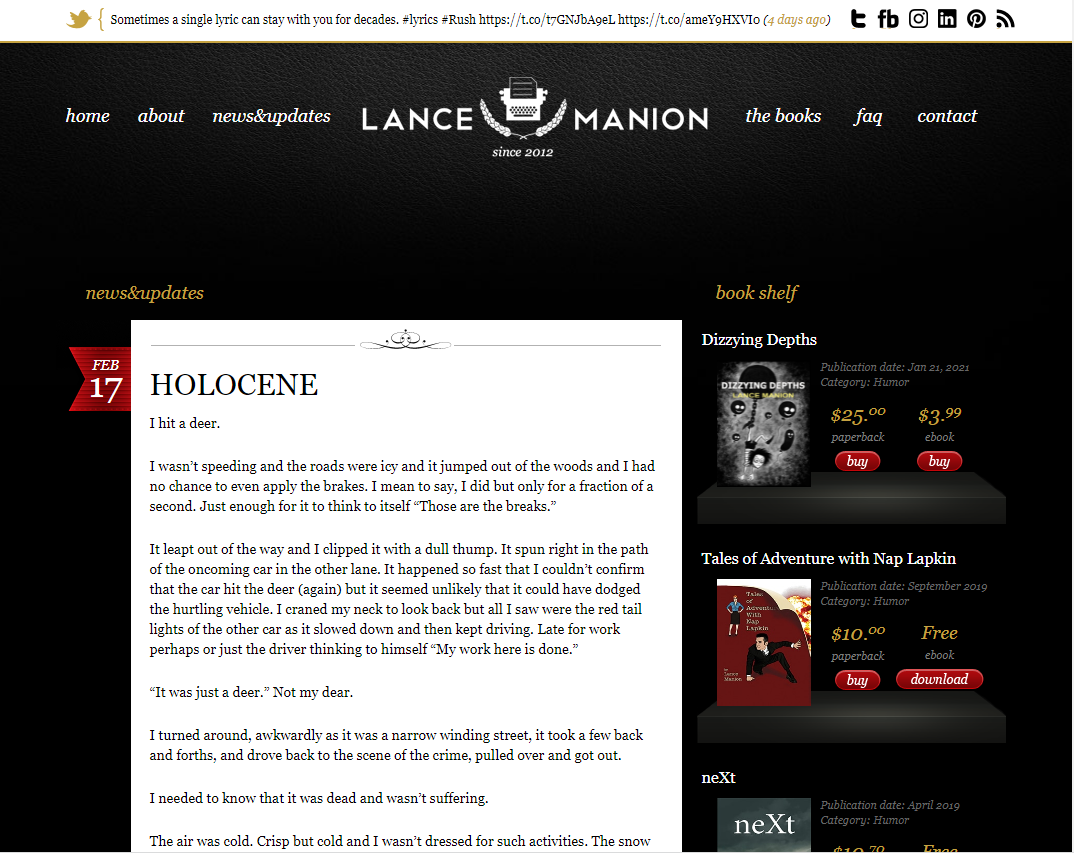 Sometimes a single lyric can stay with you for decades. #lyrics #Rush https://t.co/t7GNJbA9eL https://t.co/ameY9HXVIo (4 days ago)
home about news&updates LANCE MANION the books faq contact
since 2012
news&updates
book shelf
FEB
17
HOLOCENE
I hit a deer.
I wasn’t speeding and the roads were icy and it jumped out of the woods and I had
no chance to even apply the brakes. I mean to say, I did but only for a fraction of a
second. Just enough for it to think to itself “Those are the breaks.”
It leapt out of the way and I clipped it with a dull thump. It spun right in the path
of the oncoming car in the other lane. It happened so fast that I couldn’t confirm
that the car hit the deer (again) but it seemed unlikely that it could have dodged
the hurtling vehicle. I craned my neck to look back but all I saw were the red tail
lights of the other car as it slowed down and then kept driving. Late for work
perhaps or just the driver thinking to himself “My work here is done.”
“It was just a deer.” Not my dear.
I turned around, awkwardly as it was a narrow winding street, it took a few back
and forths, and drove back to the scene of the crime, pulled over and got out.
I needed to know that it was dead and wasn’t suffering.
The air was cold. Crisp but cold and I wasn’t dressed for such activities. The snow
Dizzying Depths
DIZZYING DEPTHS
LANCE MANION
Publication date: Jan 21, 2021
Category: Humor
$25.00 $3.99
paperback ebook
buy buy
Tales of Adventure with Nap Lapkin
Tales
of
Adventure
With
Nap
Lapkin
by
Lance
Manion
Publication date: September 2019
Category: Humor
$10.00 Free
paperback ebook
buy download
neXt
neXt
Publication date: April 2019
Category: Humor
$10.70 Free